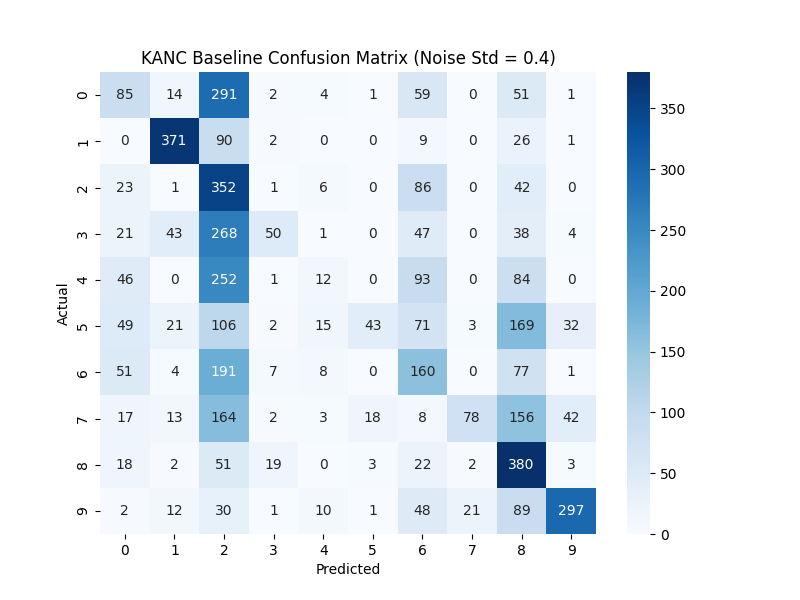 KANC Baseline Confusion Matrix (Noise Std = 0.4)
0 85 14 291 2 4 1 59 0 51 1
1 0 371 90 2 0 0 9 0 26 1
2 23 1 352 1 6 0 86 0 42 0
3 21 43 268 50 1 0 47 0 38 4
4 46 0 252 1 12 0 93 0 84 0
5 49 21 106 2 15 43 71 3 169 32
6 51 4 191 7 8 0 160 0 77 1
7 17 13 164 2 3 18 8 78 156 42
8 18 2 51 19 0 3 22 2 380 3
9 2 12 30 1 10 1 48 21 89 297
0 1 2 3 4 5 6 7 8 9
Predicted
Actual
350
300
250
200
150
100
50
0